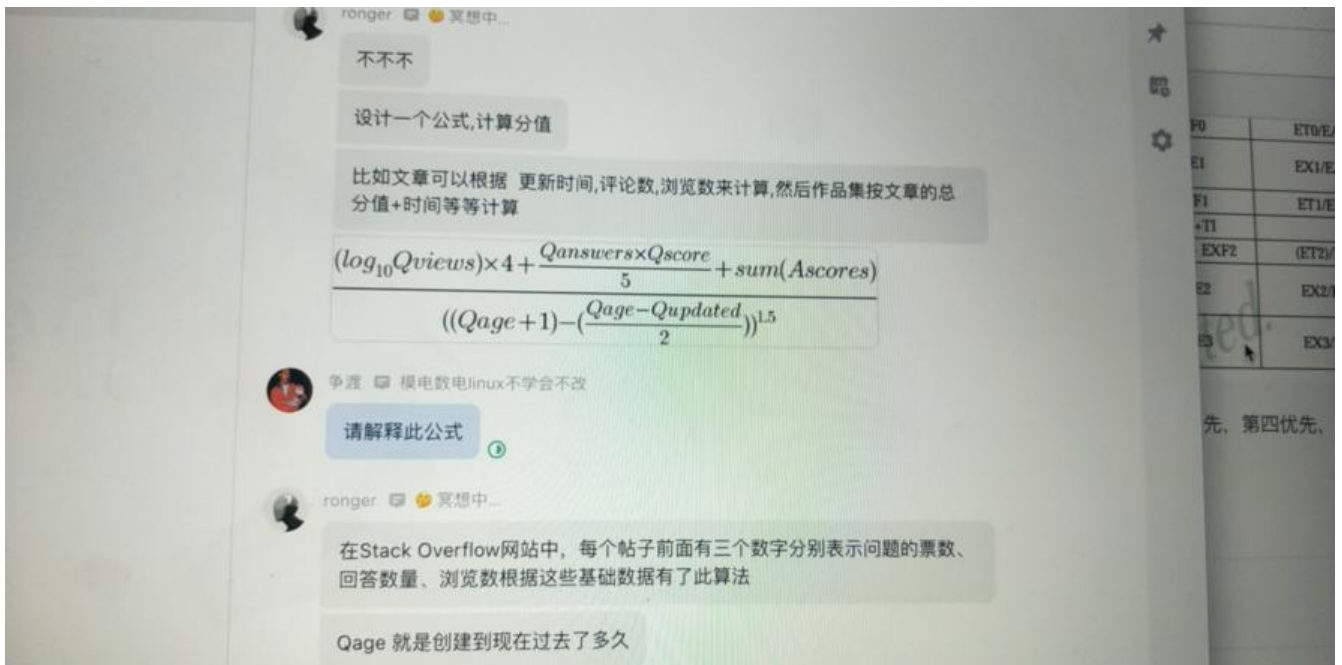 ronger 冥想中...
不不不
设计一个公式,计算分值
比如文章可以根据 更新时间,评论数,浏览数来计算,然后作品集按文章的总
分值+时间等等计算
(log₁₀Qviews)×4+
Qanswers×Qscore
5
+sum(Ascores)
((Qage+1)-(
Qage-Qupdated
2
))^1.5
争渡 模电数电linux不学会不改
请解释此公式
ronger 冥想中...
在Stack Overflow网站中，每个帖子前面有三个数字分别表示问题的票数、
回答数量、浏览数根据这些基础数据有了此算法
Qage 就是创建到现在过去了多久
F0 ET0/E
E1 EX1/E
F1 ET1/E
+TI
EXF2 (ET2)/
E2 EX2/
E3 EX3/
ted.
先，第四优先，